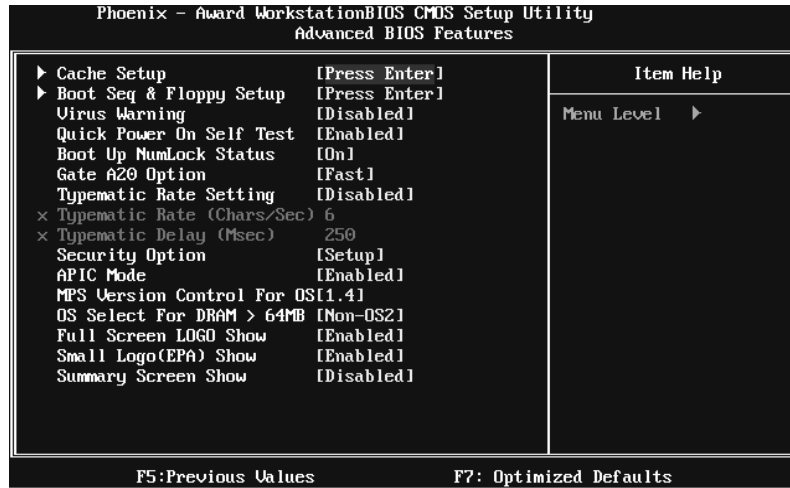 Phoenix – Award WorkstationBIOS CMOS Setup Utility
Advanced BIOS Features
Cache Setup [Press Enter]
Boot Seq & Floppy Setup [Press Enter]
Virus Warning [Disabled]
Quick Power On Self Test [Enabled]
Boot Up NumLock Status [On]
Gate A20 Option [Fast]
Typematic Rate Setting [Disabled]
x Typematic Rate (Chars/Sec) 6
x Typematic Delay (Msec) 250
Security Option [Setup]
APIC Mode [Enabled]
MPS Version Control For OS[1.4]
OS Select For DRAM > 64MB [Non-OS2]
Full Screen LOGO Show [Enabled]
Small Logo(EPA) Show [Enabled]
Summary Screen Show [Disabled]
Item Help
Menu Level
F5:Previous Values F7: Optimized Defaults